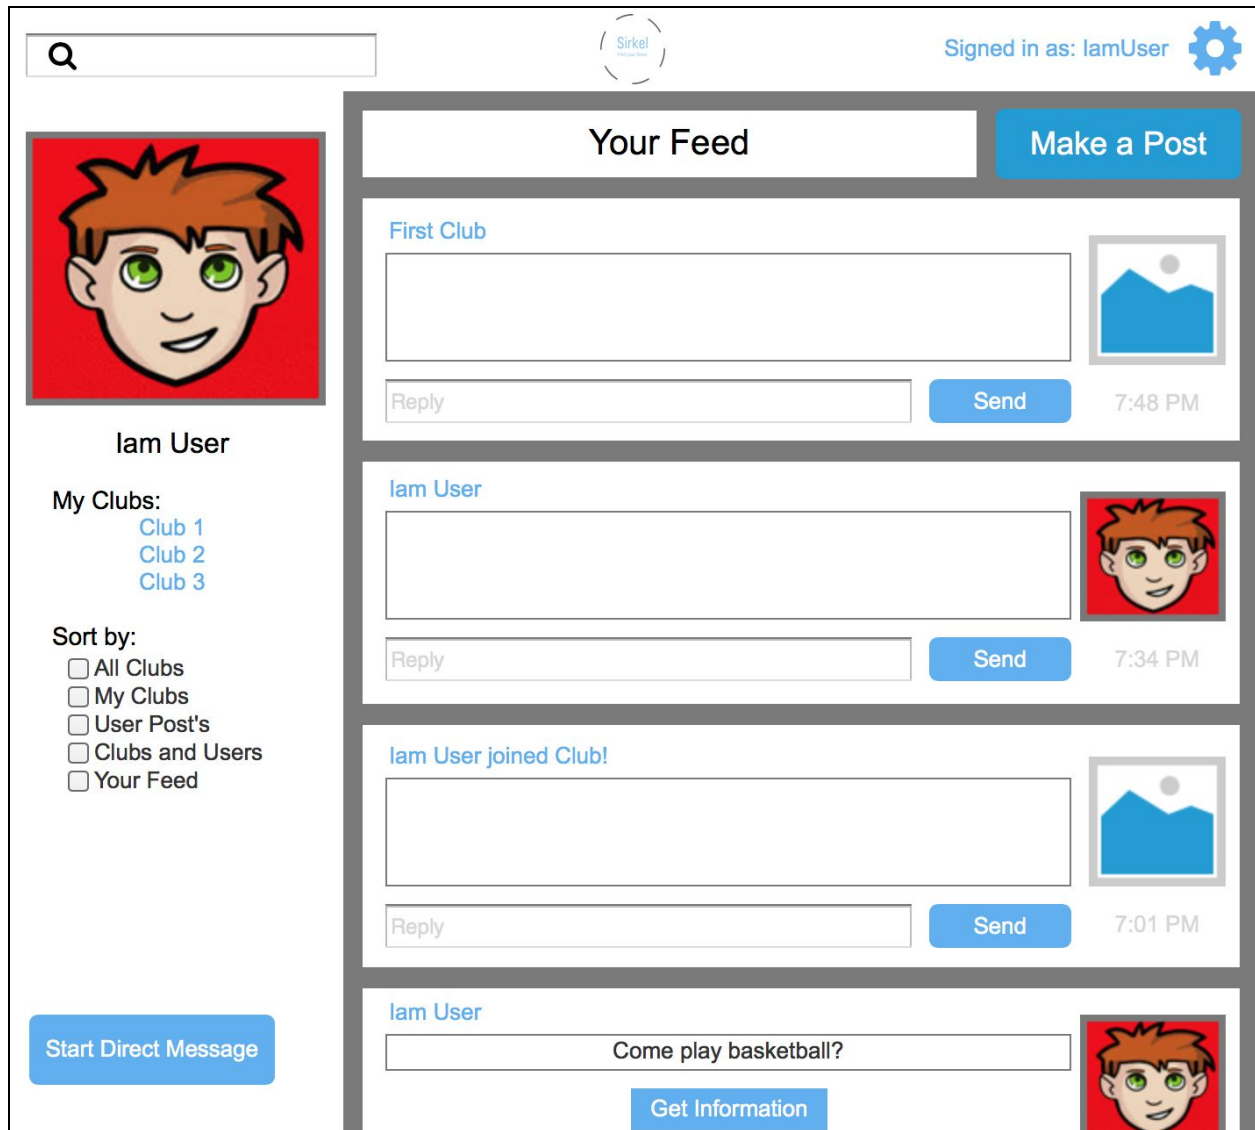 Sirkel
Signed in as: IamUser
Your Feed
Make a Post
Iam User
My Clubs:
Club 1
Club 2
Club 3
Sort by:
All Clubs
My Clubs
User Post's
Clubs and Users
Your Feed
Start Direct Message
First Club
Reply
Send
7:48 PM
Iam User
Reply
Send
7:34 PM
Iam User joined Club!
Reply
Send
7:01 PM
Iam User
Come play basketball?
Get Information